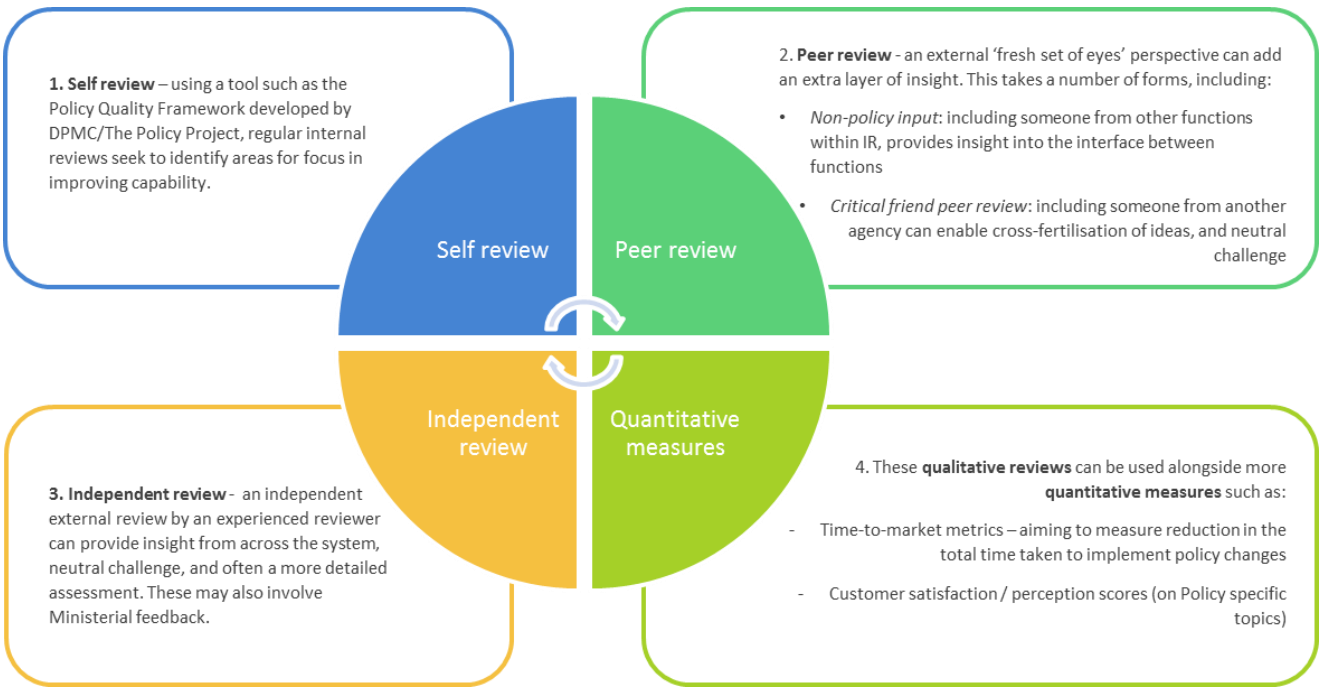 1. Self review – using a tool such as the
Policy Quality Framework developed by
DPMC/The Policy Project, regular internal
reviews seek to identify areas for focus in
improving capability.
2. Peer review - an external ‘fresh set of eyes’ perspective can add
an extra layer of insight. This takes a number of forms, including:
• Non-policy input: including someone from other functions
within IR, provides insight into the interface between
functions
• Critical friend peer review: including someone from another
agency can enable cross-fertilisation of ideas, and neutral
challenge
Self review
Peer review
Independent
review
Quantitative
measures
3. Independent review - an independent
external review by an experienced reviewer
can provide insight from across the system,
neutral challenge, and often a more detailed
assessment. These may also involve
Ministerial feedback.
4. These qualitative reviews can be used alongside more
quantitative measures such as:
- Time-to-market metrics – aiming to measure reduction in the
total time taken to implement policy changes
- Customer satisfaction / perception scores (on Policy specific
topics)